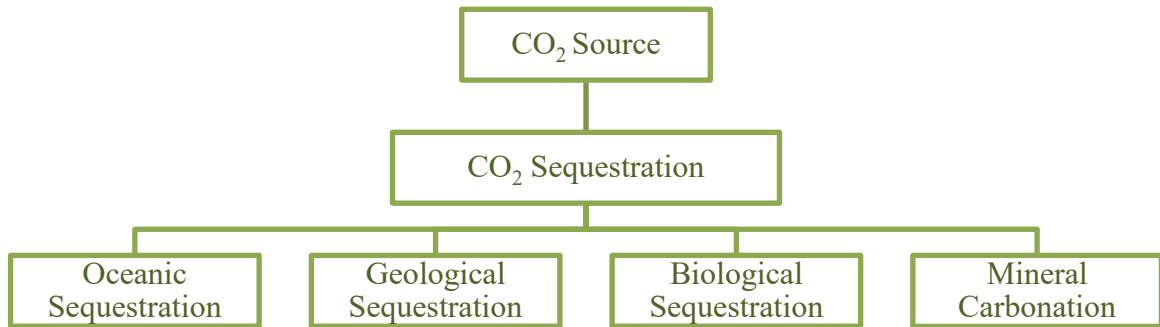 CO₂ Source
CO₂ Sequestration
Oceanic
Sequestration
Geological
Sequestration
Biological
Sequestration
Mineral
Carbonation